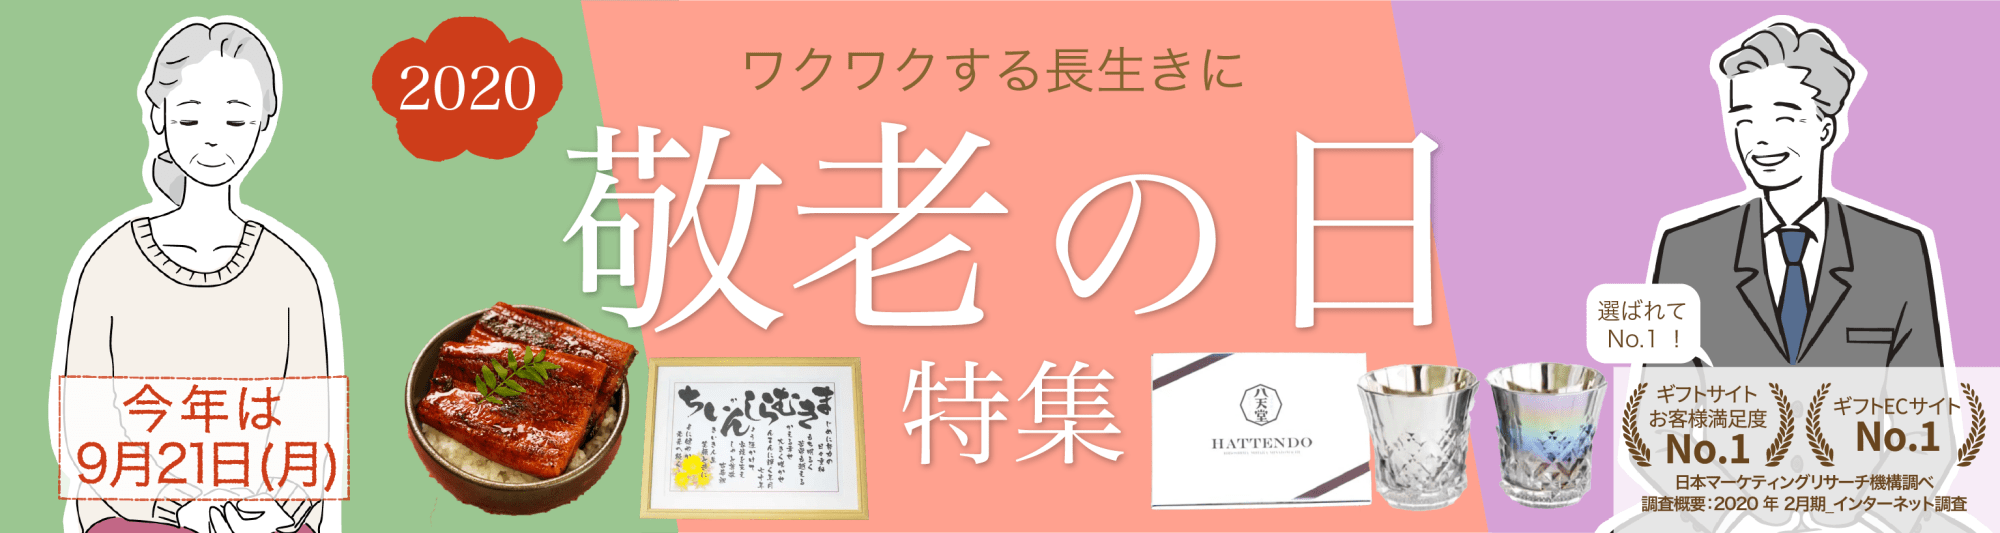 2020
ワクワクする長生きに
敬老の日
特集
今年は
9月21日(月)
八天堂
HATTENDO
選ばれて
No.1！
ギフトサイト
お客様満足度
No.1
ギフトECサイト
No.1
日本マーケティングリサーチ機構調べ
調査概要：2020 年 2月期_インターネット調査